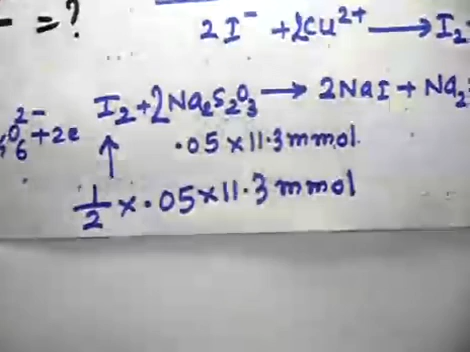 = ?
2I⁻ + 2Cu²⁺ ⟶ I₂
O₆²⁻ + 2e I₂ + 2Na₂S₂O₃ ⟶ 2NaI + Na₂
.05 × 11.3 mmol.
↑
1/2 × .05 × 11.3 mmol